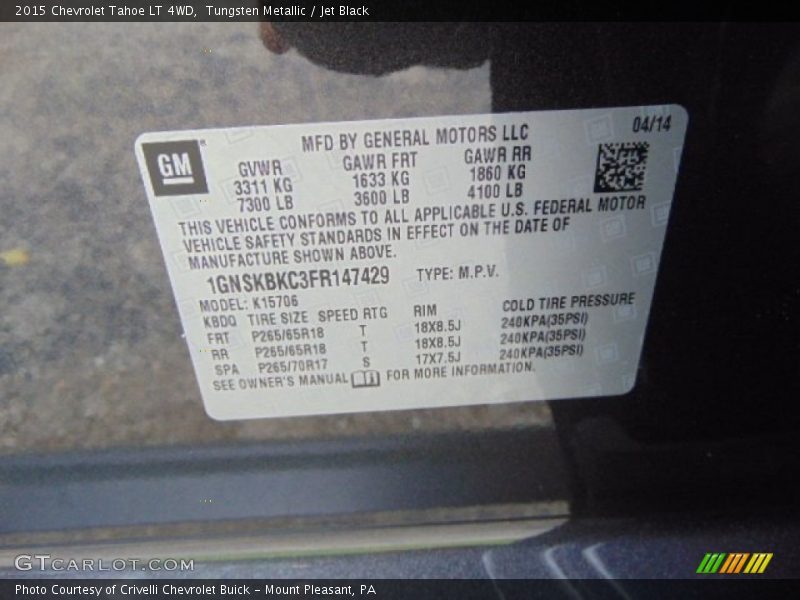 2015 Chevrolet Tahoe LT 4WD, Tungsten Metallic / Jet Black
GM
MFD BY GENERAL MOTORS LLC
04/14
GVWR GAWR FRT GAWR RR
3311 KG 1633 KG 1860 KG
7300 LB 3600 LB 4100 LB
THIS VEHICLE CONFORMS TO ALL APPLICABLE U.S. FEDERAL MOTOR
VEHICLE SAFETY STANDARDS IN EFFECT ON THE DATE OF
MANUFACTURE SHOWN ABOVE.
1GNSKBKC3FR147429 TYPE: M.P.V.
MODEL: K15706
KBDQ TIRE SIZE SPEED RTG RIM COLD TIRE PRESSURE
FRT P265/65R18 T 18X8.5J 240KPA(35PSI)
RR P265/65R18 T 18X8.5J 240KPA(35PSI)
SPA P265/70R17 S 17X7.5J 240KPA(35PSI)
SEE OWNER'S MANUAL FOR MORE INFORMATION.
GTCARLOT.COM
Photo Courtesy of Crivelli Chevrolet Buick - Mount Pleasant, PA